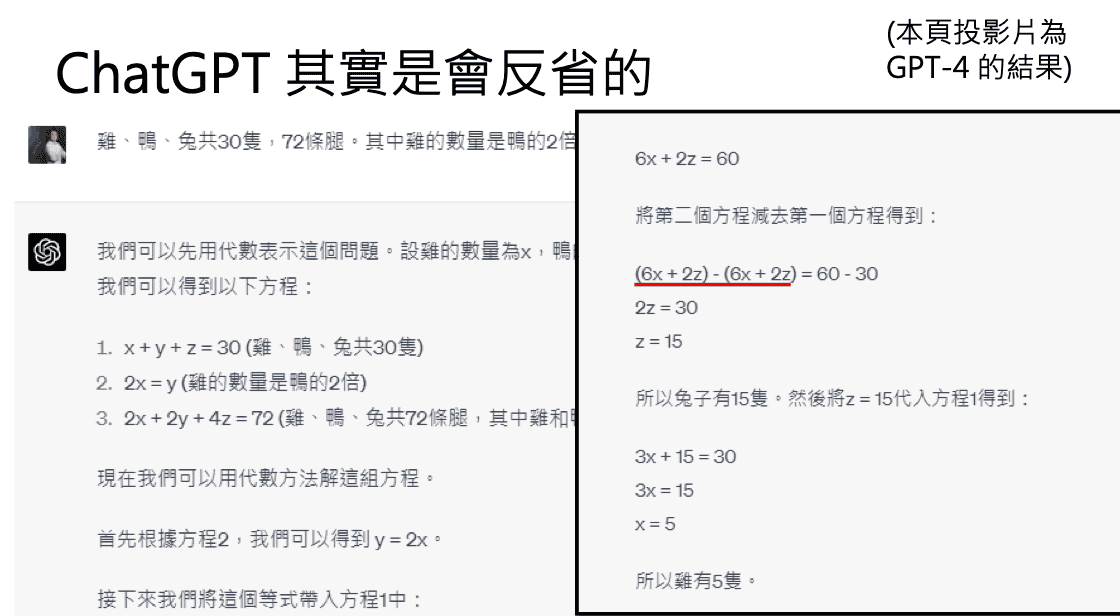 ChatGPT 其實是會反省的
(本頁投影片為
GPT-4 的結果)
雞、鴨、兔共30隻，72條腿。其中雞的數量是鴨的2倍
我們可以先用代數表示這個問題。設雞的數量為x，鴨
我們可以得到以下方程：
1. x + y + z = 30 (雞、鴨、兔共30隻)
2. 2x = y (雞的數量是鴨的2倍)
3. 2x + 2y + 4z = 72 (雞、鴨、兔共72條腿，其中雞和
現在我們可以用代數方法解這組方程。
首先根據方程2，我們可以得到 y = 2x。
接下來我們將這個等式帶入方程1中：
6x + 2z = 60
將第二個方程減去第一個方程得到：
(6x + 2z) - (6x + 2z) = 60 - 30
2z = 30
z = 15
所以兔子有15隻。然後將z = 15代入方程1得到：
3x + 15 = 30
3x = 15
x = 5
所以雞有5隻。